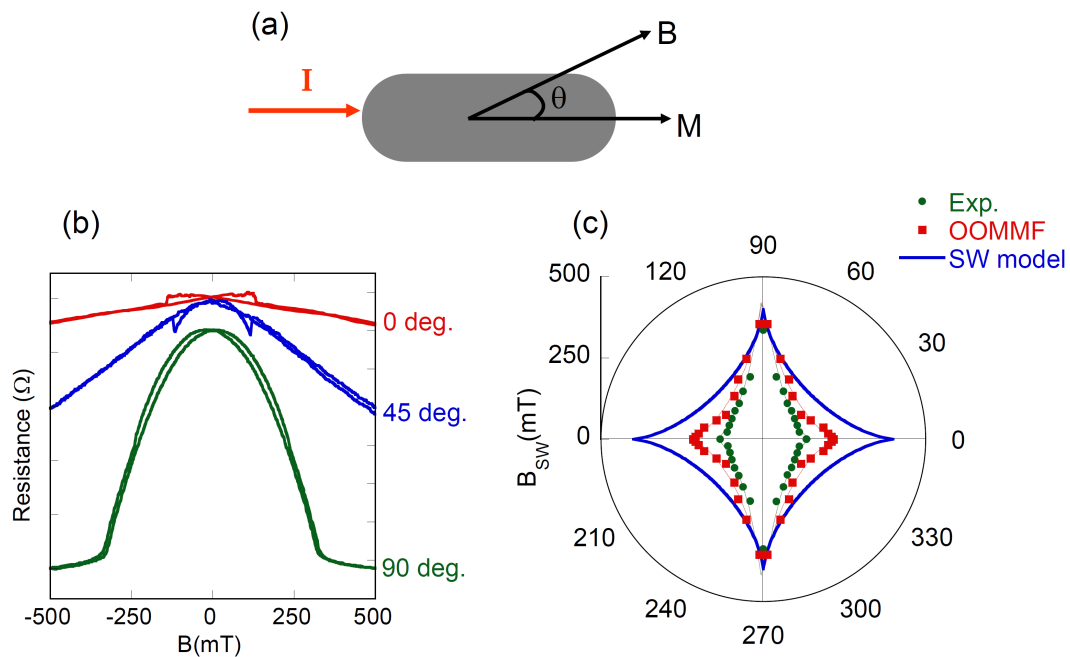 (a)
B
I
θ
M
(b)
Resistance (Ω)
0 deg.
45 deg.
90 deg.
-500 -250 0 250 500
B(mT)
(c)
Exp.
OOMMF
SW model
90
120 60
500
30
250
0 0
B_SW(mT)
210 330
240 300
270